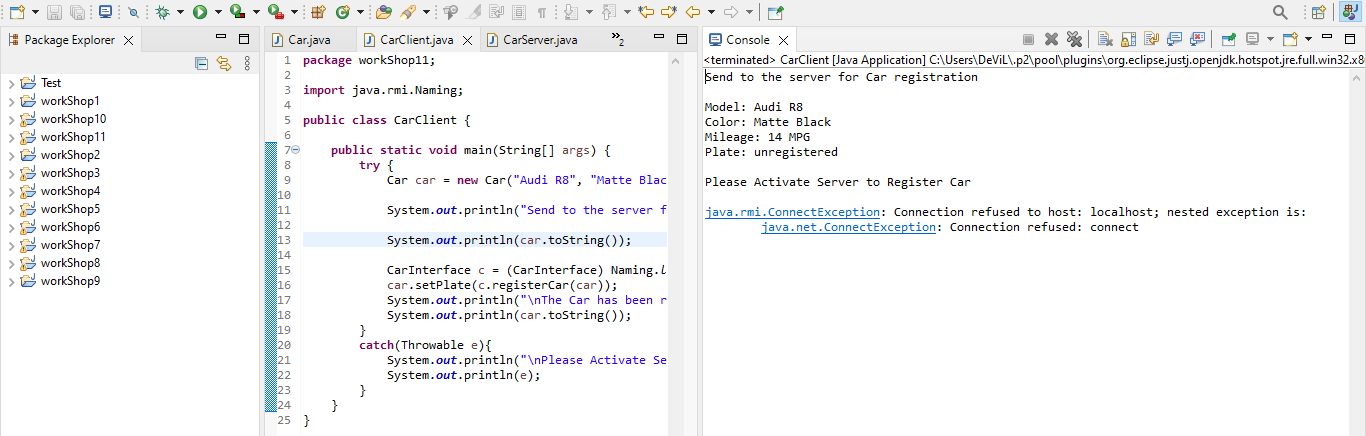 Package Explorer
Test
workShop1
workShop10
workShop11
workShop2
workShop3
workShop4
workShop5
workShop6
workShop7
workShop8
workShop9
Car.java
CarClient.java
CarServer.java
»2
1 package workShop11;
2
3 import java.rmi.Naming;
4
5 public class CarClient {
6
7 public static void main(String[] args) {
8 try {
9 Car car = new Car("Audi R8", "Matte Blac
10
11 System.out.println("Send to the server f
12
13 System.out.println(car.toString());
14
15 CarInterface c = (CarInterface) Naming.l
16 car.setPlate(c.registerCar(car));
17 System.out.println("\nThe Car has been r
18 System.out.println(car.toString());
19 }
20 catch(Throwable e){
21 System.out.println("\nPlease Activate Se
22 System.out.println(e);
23 }
24 }
25 }
Console
<terminated> CarClient [Java Application] C:\Users\DeViL\.p2\pool\plugins\org.eclipse.justj.openjdk.hotspot.jre.full.win32.x8
Send to the server for Car registration
Model: Audi R8
Color: Matte Black
Mileage: 14 MPG
Plate: unregistered
Please Activate Server to Register Car
java.rmi.ConnectException: Connection refused to host: localhost; nested exception is:
java.net.ConnectException: Connection refused: connect